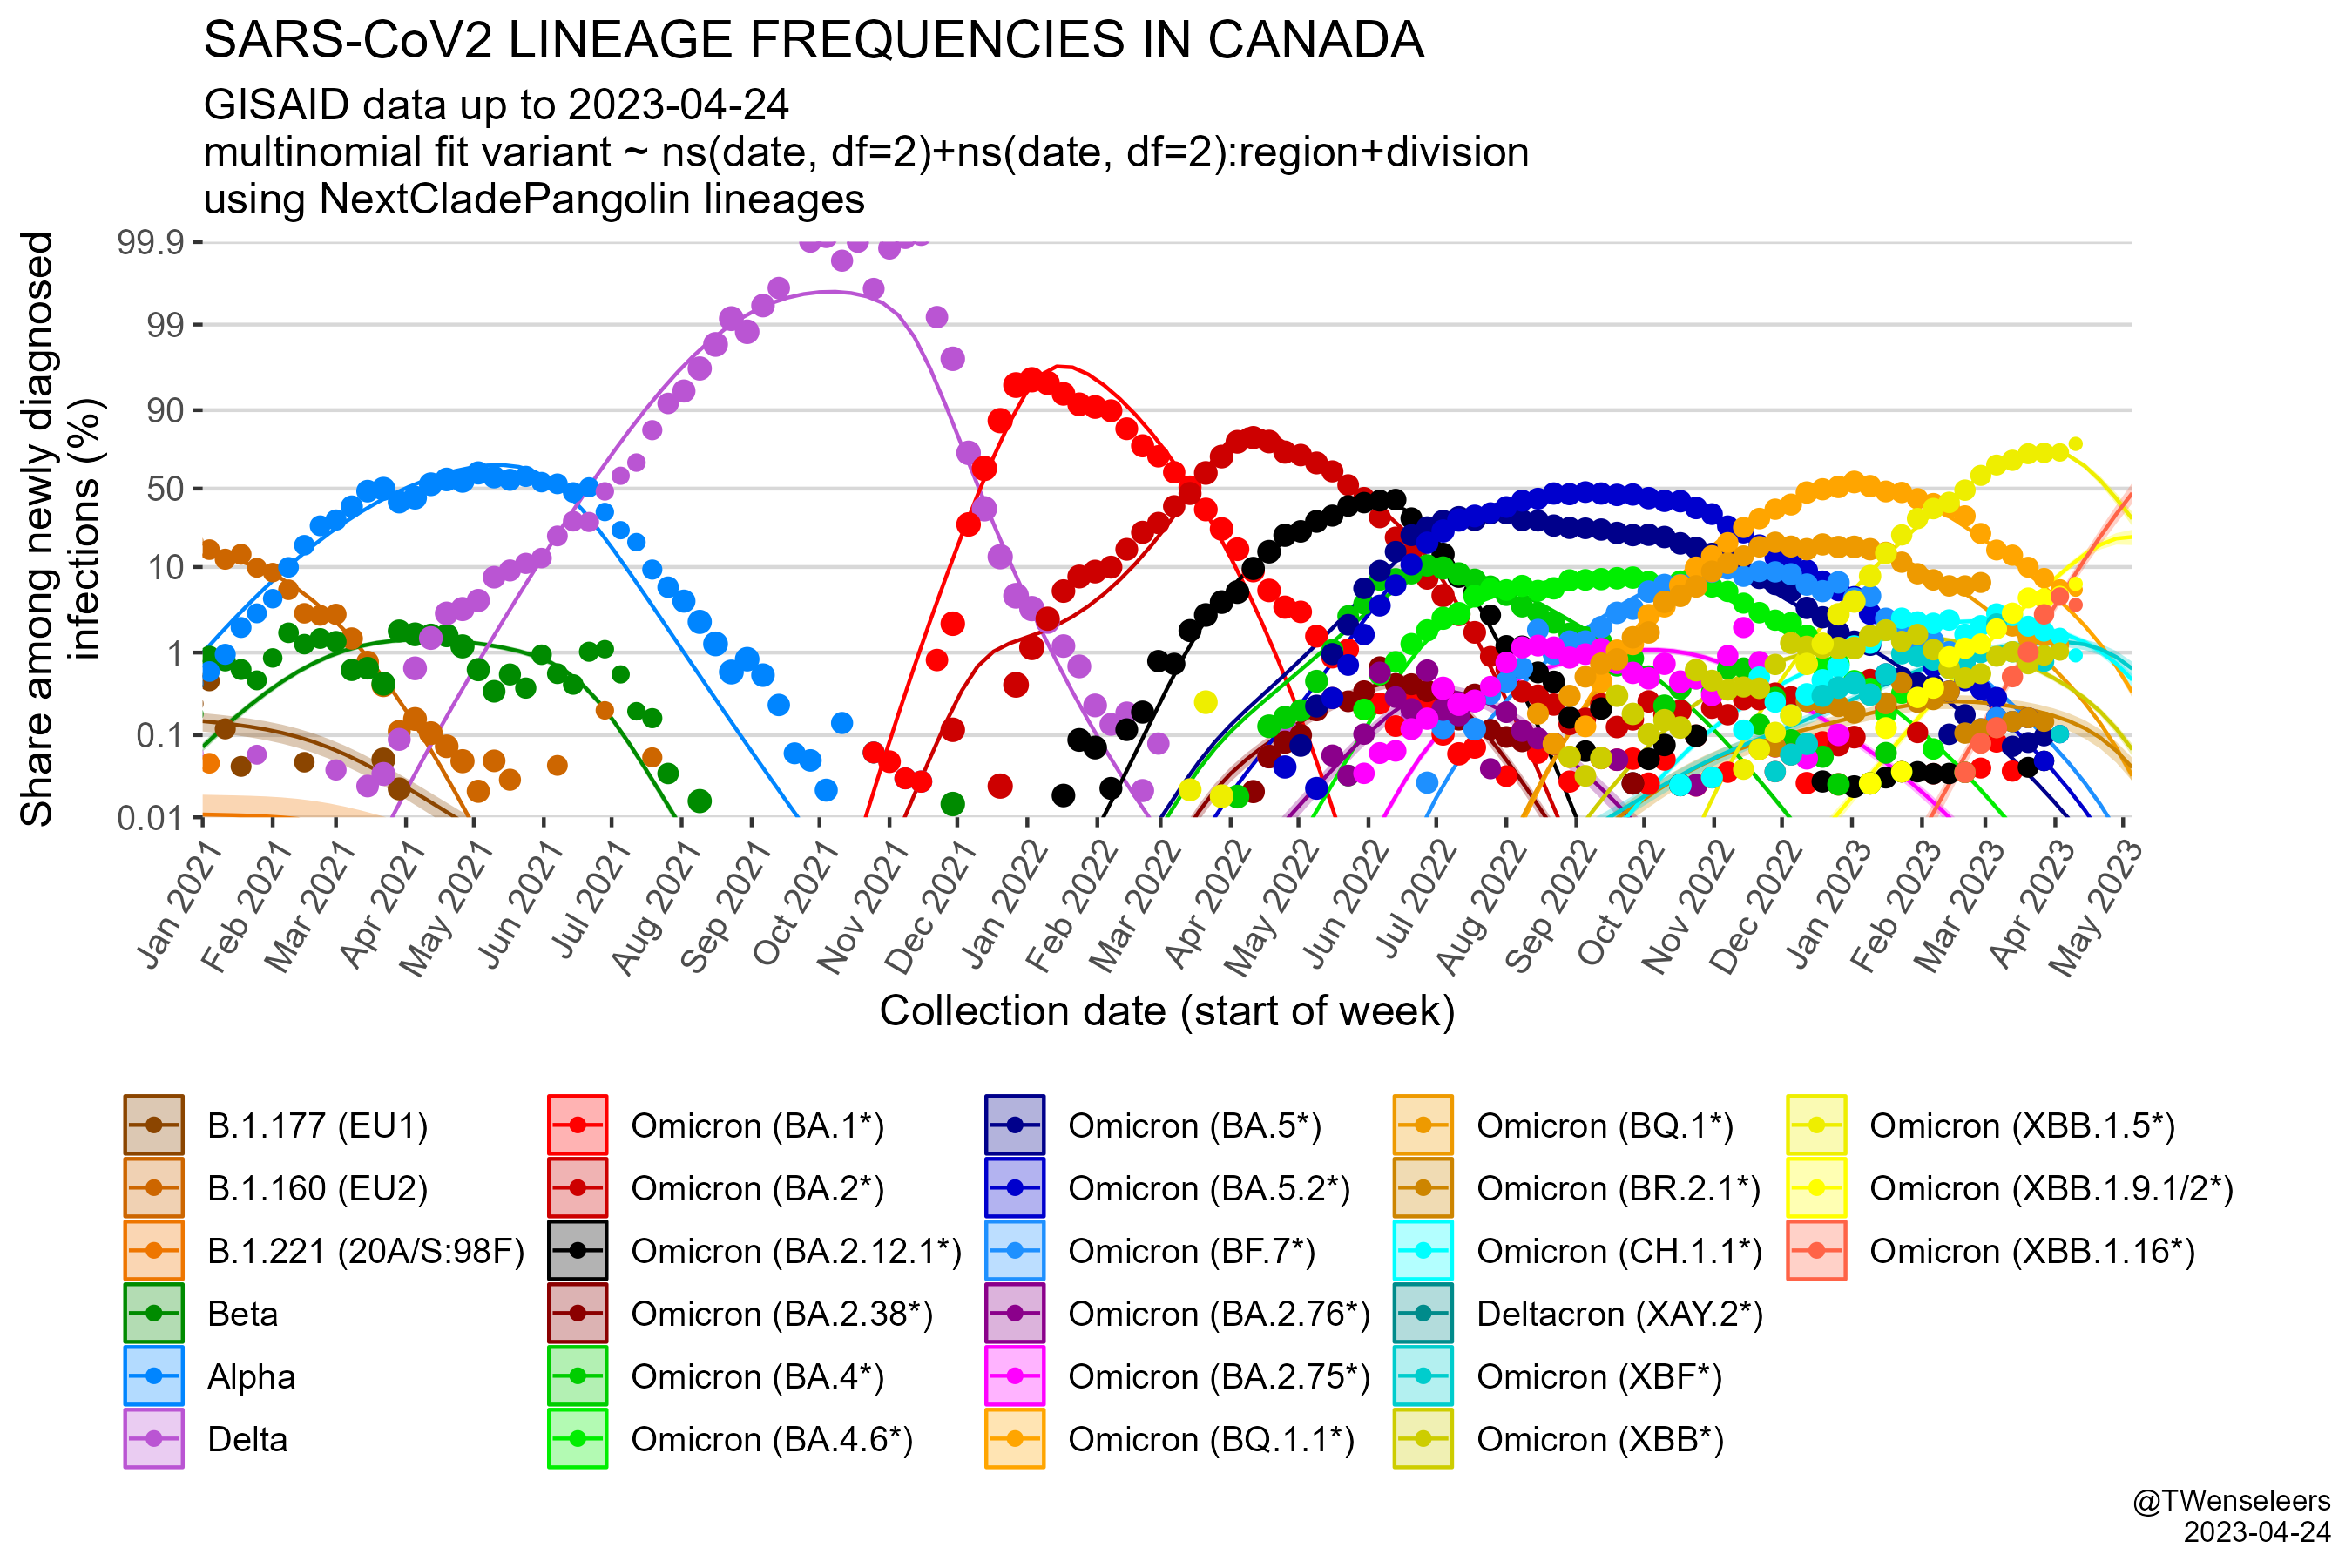 SARS-CoV2 LINEAGE FREQUENCIES IN CANADA
GISAID data up to 2023-04-24
multinomial fit variant ~ ns(date, df=2)+ns(date, df=2):region+division
using NextCladePangolin lineages
Share among newly diagnosed
infections (%)
99.9
99
90
50
10
1
0.1
0.01
Jan 2021
Feb 2021
Mar 2021
Apr 2021
May 2021
Jun 2021
Jul 2021
Aug 2021
Sep 2021
Oct 2021
Nov 2021
Dec 2021
Jan 2022
Feb 2022
Mar 2022
Apr 2022
May 2022
Jun 2022
Jul 2022
Aug 2022
Sep 2022
Oct 2022
Nov 2022
Dec 2022
Jan 2023
Feb 2023
Mar 2023
Apr 2023
May 2023
Collection date (start of week)
B.1.177 (EU1)
B.1.160 (EU2)
B.1.221 (20A/S:98F)
Beta
Alpha
Delta
Omicron (BA.1*)
Omicron (BA.2*)
Omicron (BA.2.12.1*)
Omicron (BA.2.38*)
Omicron (BA.4*)
Omicron (BA.4.6*)
Omicron (BA.5*)
Omicron (BA.5.2*)
Omicron (BF.7*)
Omicron (BA.2.76*)
Omicron (BA.2.75*)
Omicron (BQ.1.1*)
Omicron (BQ.1*)
Omicron (BR.2.1*)
Omicron (CH.1.1*)
Deltacron (XAY.2*)
Omicron (XBF*)
Omicron (XBB*)
Omicron (XBB.1.5*)
Omicron (XBB.1.9.1/2*)
Omicron (XBB.1.16*)
@TWenseleers
2023-04-24